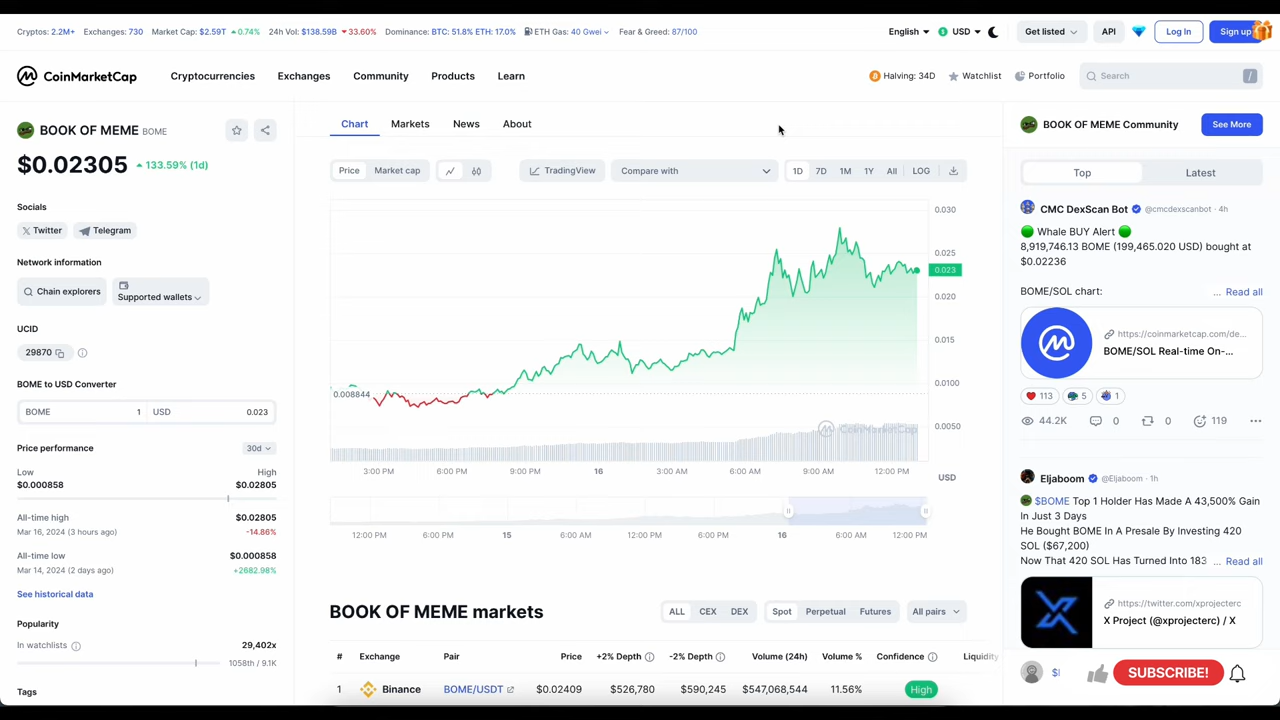 Cryptos: 2.2M+ Exchanges: 730 Market Cap: $2.59T 0.74% 24h Vol: $138.59B 33.60% Dominance: BTC: 51.8% ETH: 17.0% ETH Gas: 40 Gwei Fear & Greed: 87/100
English USD Get listed API Log In Sign up
CoinMarketCap Cryptocurrencies Exchanges Community Products Learn
Halving: 34D Watchlist Portfolio Search /
BOOK OF MEME BOME
$0.02305 133.59% (1d)
Socials
Twitter Telegram
Network information
Chain explorers Supported wallets
UCID
29870
BOME to USD Converter
BOME 1 USD 0.023
Price performance 30d
Low High
$0.000858 $0.02805
All-time high $0.02805
Mar 16, 2024 (3 hours ago) -14.86%
All-time low $0.000858
Mar 14, 2024 (2 days ago) +2682.98%
See historical data
Popularity
In watchlists 29,402x
1058th / 9.1K
Tags
Chart Markets News About
Price Market cap TradingView Compare with 1D 7D 1M 1Y All LOG
0.030
0.025
0.023
0.020
0.015
0.0100
0.008844
0.0050
CoinMarketCap
3:00 PM 6:00 PM 9:00 PM 16 3:00 AM 6:00 AM 9:00 AM 12:00 PM
USD
12:00 PM 6:00 PM 15 6:00 AM 12:00 PM 6:00 PM 16 6:00 AM 12:00 PM
BOOK OF MEME markets ALL CEX DEX Spot Perpetual Futures All pairs
# Exchange Pair Price +2% Depth -2% Depth Volume (24h) Volume % Confidence Liquidity
1 Binance BOME/USDT $0.02409 $526,780 $590,245 $547,068,544 11.56% High
BOOK OF MEME Community See More
Top Latest
CMC DexScan Bot @cmcdexscanbot · 4h
Whale BUY Alert
8,919,746.13 BOME (199,465.020 USD) bought at
$0.02236
BOME/SOL chart: ... Read all
https://coinmarketcap.com/de...
BOME/SOL Real-time On-...
113 5 1
44.2K 0 0 119
Eljaboom @Eljaboom · 1h
$BOME Top 1 Holder Has Made A 43,500% Gain
In Just 3 Days
He Bought BOME In A Presale By Investing 420
SOL ($67,200)
Now That 420 SOL Has Turned Into 183 ... Read all
https://twitter.com/xprojecterc
X Project (@xprojecterc) / X
SUBSCRIBE!